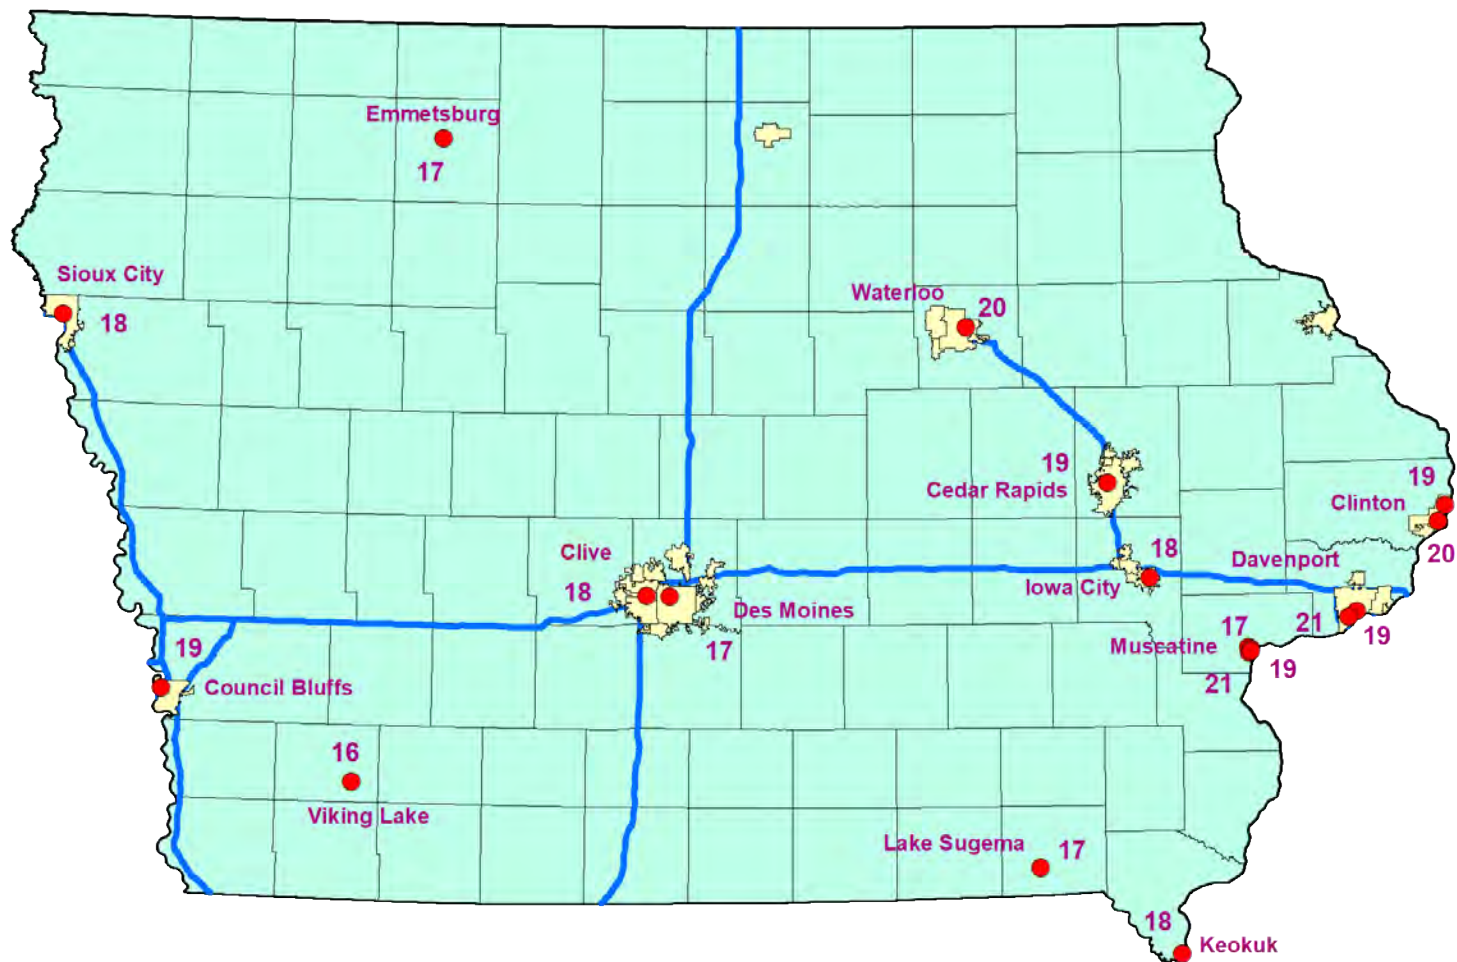 Emmetsburg
17
Sioux City
18
Waterloo
20
19
Cedar Rapids
19
Clinton
20
Clive
18
18
Iowa City
Davenport
Des Moines
17
21
19
17
Muscatine
19
21
19
Council Bluffs
16
Viking Lake
Lake Sugema
17
18
Keokuk